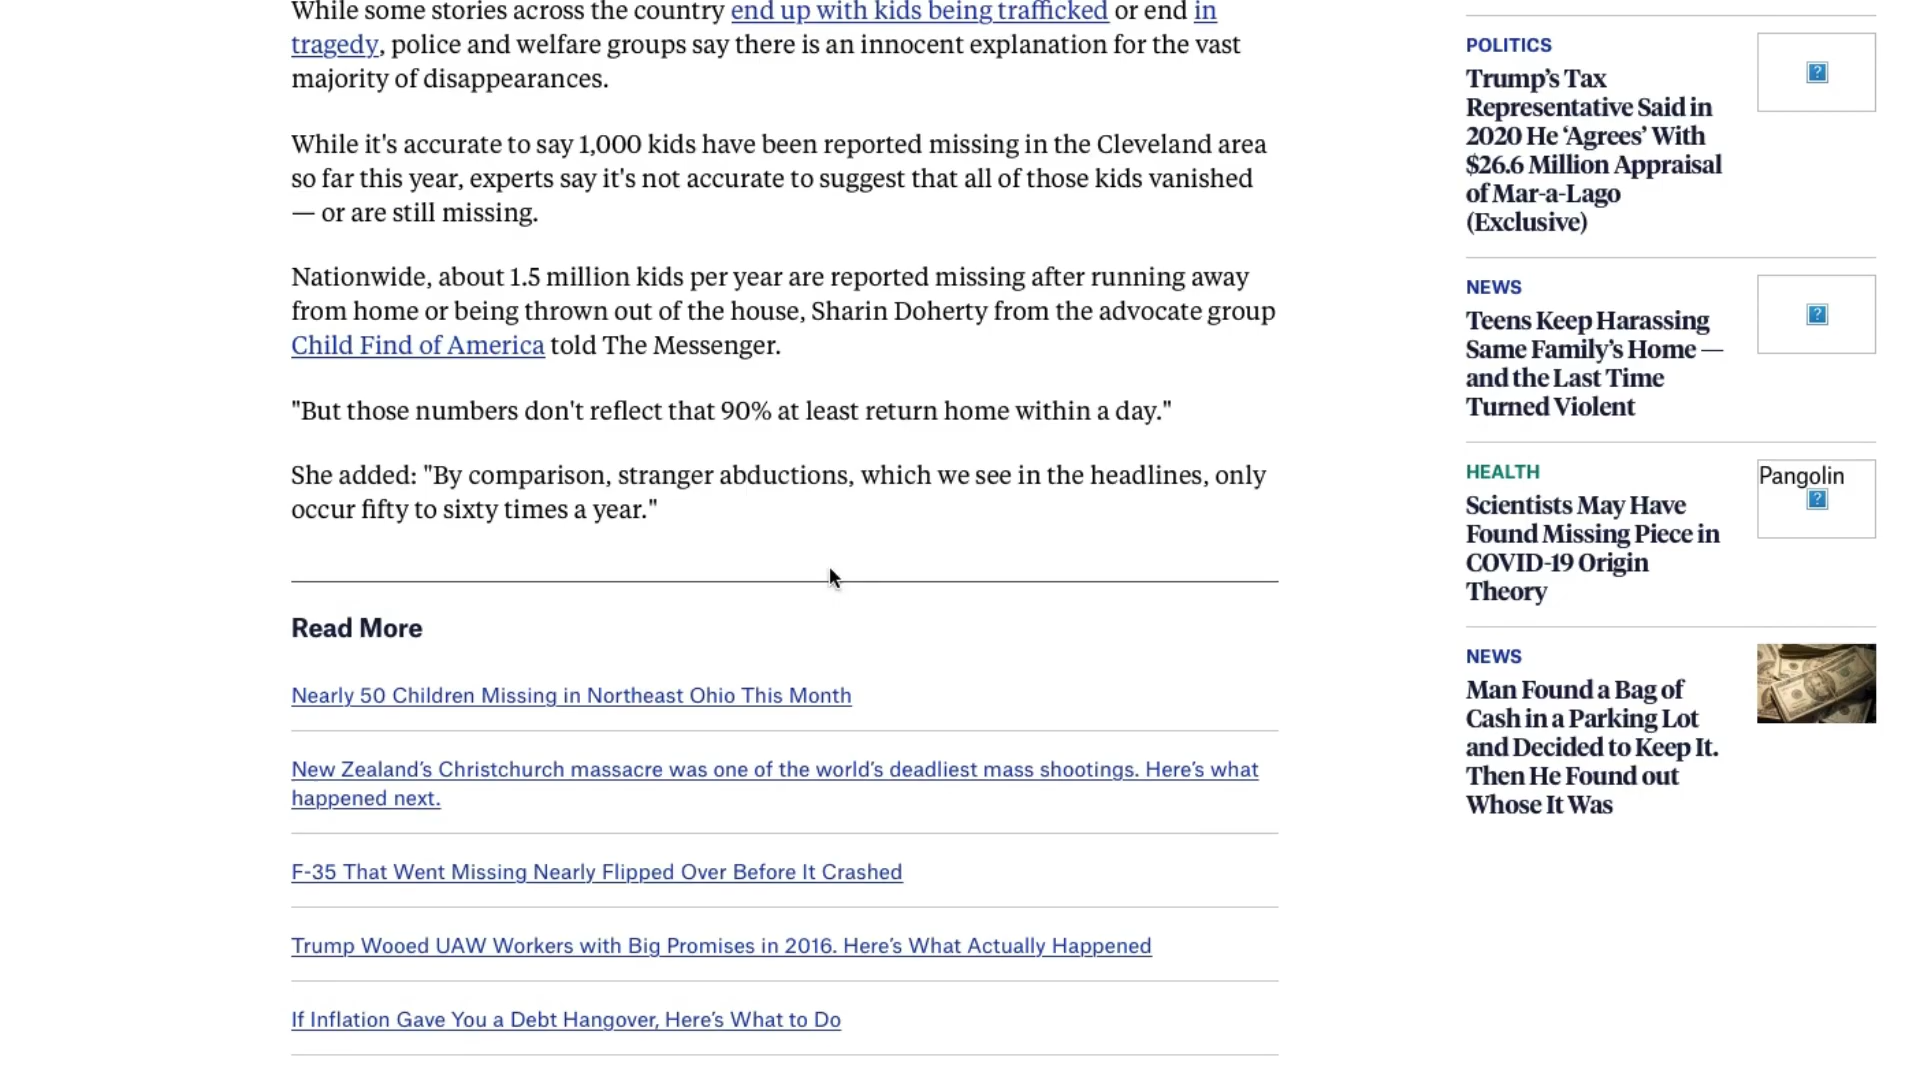 While some stories across the country end up with kids being trafficked or end in
tragedy, police and welfare groups say there is an innocent explanation for the vast
majority of disappearances.
While it's accurate to say 1,000 kids have been reported missing in the Cleveland area
so far this year, experts say it's not accurate to suggest that all of those kids vanished
— or are still missing.
Nationwide, about 1.5 million kids per year are reported missing after running away
from home or being thrown out of the house, Sharin Doherty from the advocate group
Child Find of America told The Messenger.
"But those numbers don't reflect that 90% at least return home within a day."
She added: "By comparison, stranger abductions, which we see in the headlines, only
occur fifty to sixty times a year."
Read More
Nearly 50 Children Missing in Northeast Ohio This Month
New Zealand’s Christchurch massacre was one of the world’s deadliest mass shootings. Here’s what
happened next.
F-35 That Went Missing Nearly Flipped Over Before It Crashed
Trump Wooed UAW Workers with Big Promises in 2016. Here’s What Actually Happened
If Inflation Gave You a Debt Hangover, Here’s What to Do
POLITICS
Trump’s Tax
Representative Said in
2020 He ‘Agrees’ With
$26.6 Million Appraisal
of Mar-a-Lago
(Exclusive)
NEWS
Teens Keep Harassing
Same Family’s Home —
and the Last Time
Turned Violent
HEALTH
Scientists May Have
Found Missing Piece in
COVID-19 Origin
Theory
Pangolin
NEWS
Man Found a Bag of
Cash in a Parking Lot
and Decided to Keep It.
Then He Found out
Whose It Was